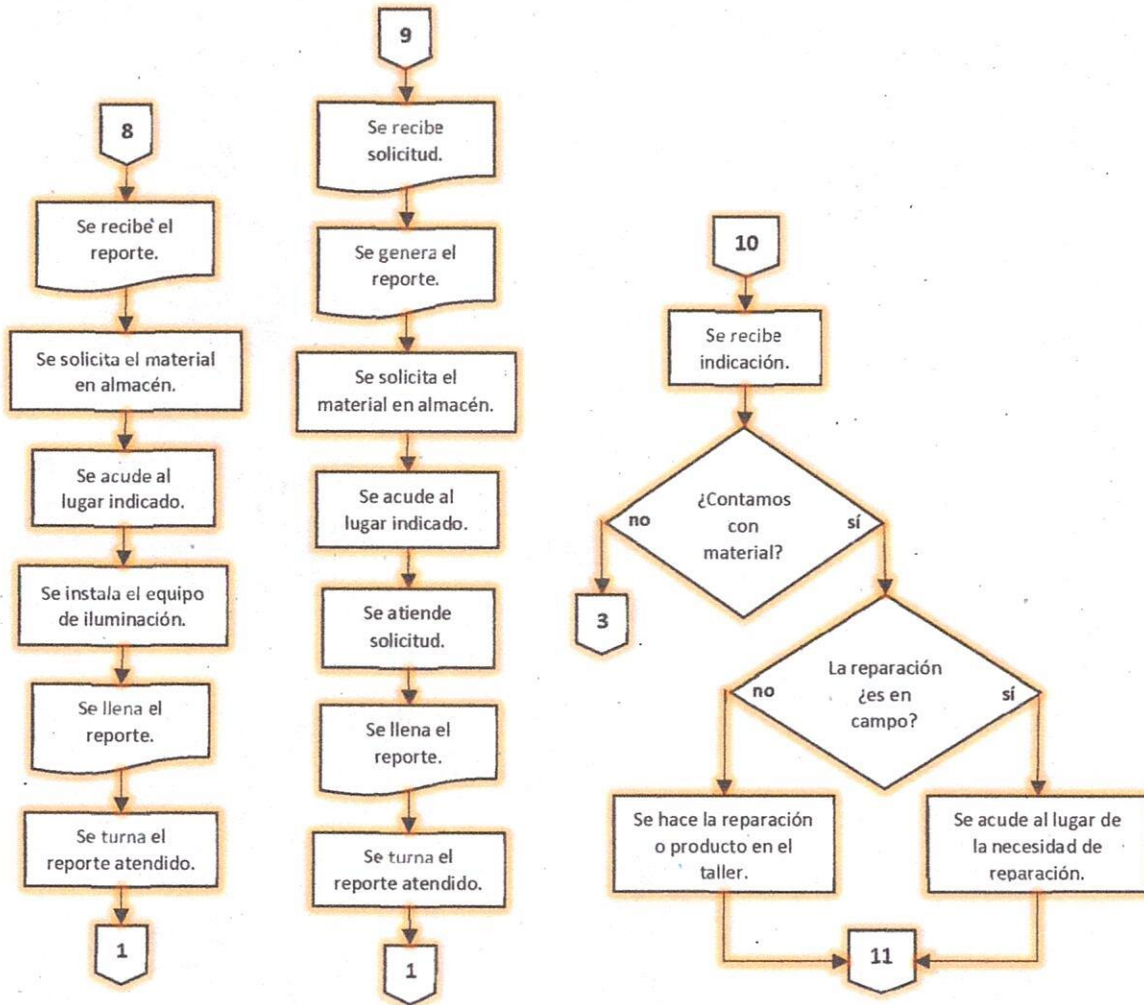 8
Se recibe el
reporte.
Se solicita el material
en almacén.
Se acude al
lugar indicado.
Se instala el equipo
de iluminación.
Se llena el
reporte.
Se turna el
reporte atendido.
1
9
Se recibe
solicitud.
Se genera el
reporte.
Se solicita el
material en almacén.
Se acude al
lugar indicado.
Se atiende
solicitud.
Se llena el
reporte.
Se turna el
reporte atendido.
1
10
Se recibe
indicación.
¿Contamos
con
material?
no
sí
3
La reparación
¿es en
campo?
no
sí
Se hace la reparación
o producto en el
taller.
Se acude al lugar de
la necesidad de
reparación.
11